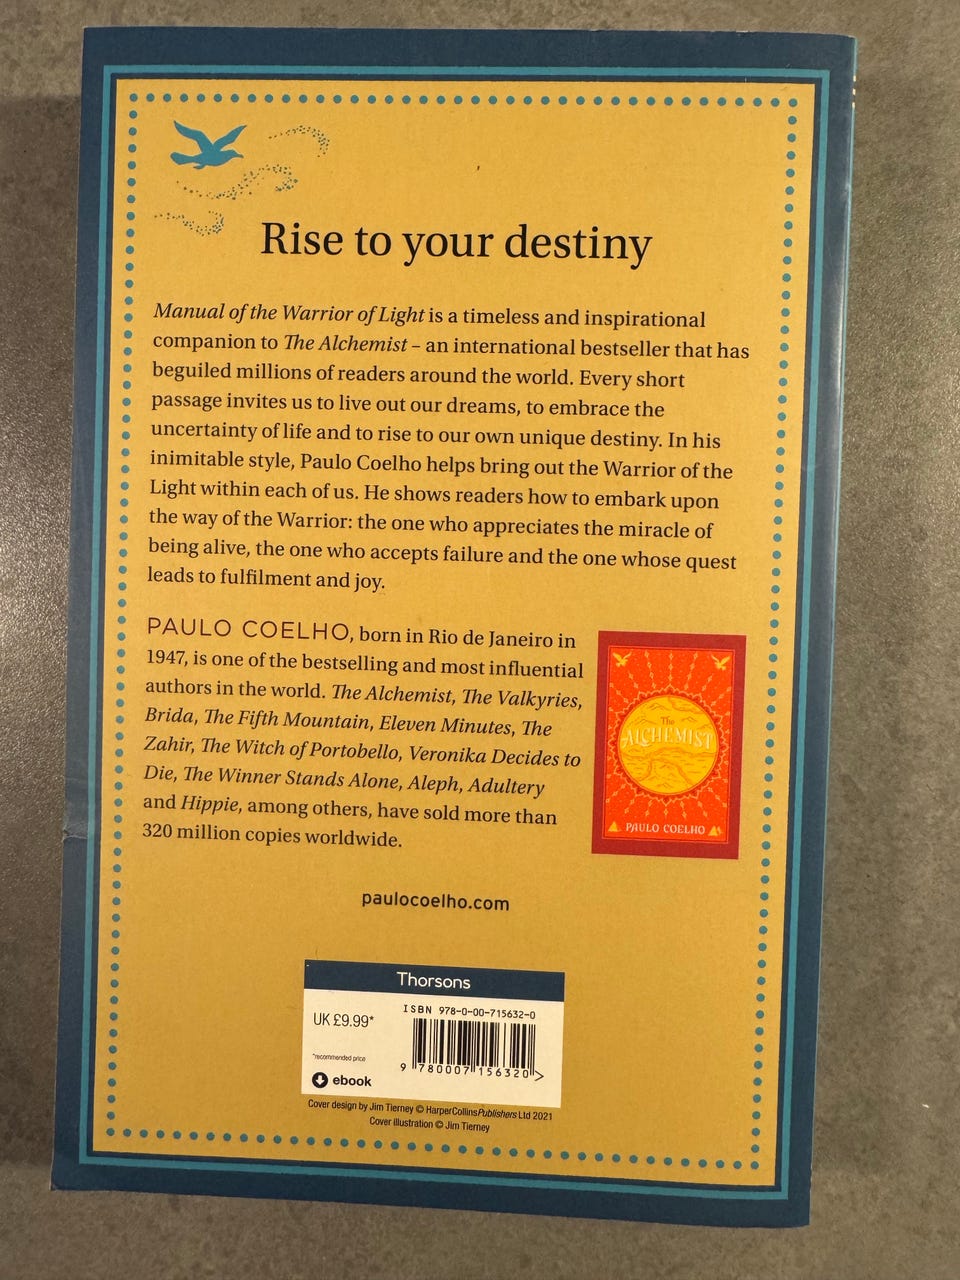 Rise to your destiny
Manual of the Warrior of Light is a timeless and inspirational
companion to The Alchemist – an international bestseller that has
beguiled millions of readers around the world. Every short
passage invites us to live out our dreams, to embrace the
uncertainty of life and to rise to our own unique destiny. In his
inimitable style, Paulo Coelho helps bring out the Warrior of the
Light within each of us. He shows readers how to embark upon
the way of the Warrior: the one who appreciates the miracle of
being alive, the one who accepts failure and the one whose quest
leads to fulfilment and joy.
PAULO COELHO, born in Rio de Janeiro in
1947, is one of the bestselling and most influential
authors in the world. The Alchemist, The Valkyries,
Brida, The Fifth Mountain, Eleven Minutes, The
Zahir, The Witch of Portobello, Veronika Decides to
Die, The Winner Stands Alone, Aleph, Adultery
and Hippie, among others, have sold more than
320 million copies worldwide.
The
ALCHEMIST
PAULO COELHO
paulocoelho.com
Thorsons
ISBN 978-0-00-715632-0
UK £9.99*
*recommended price
ebook
9 780007 156320 >
Cover design by Jim Tierney © HarperCollinsPublishers Ltd 2021
Cover illustration © Jim Tierney